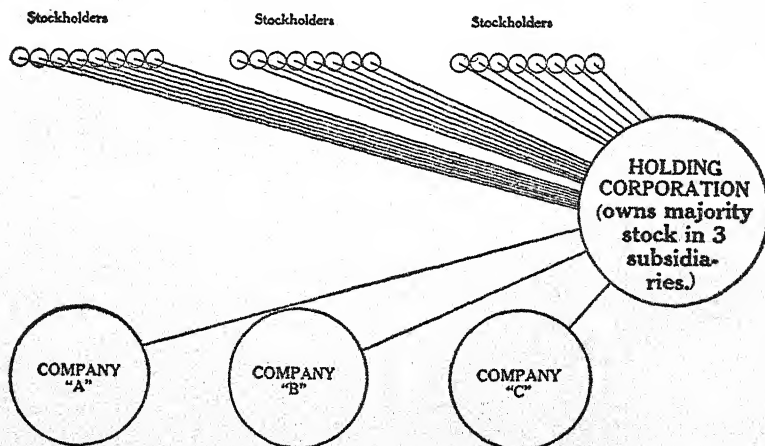 Stockholders
Stockholders
Stockholders
HOLDING
CORPORATION
(owns majority
stock in 3
subsidia-
ries.)
COMPANY
"A"
COMPANY
"B"
COMPANY
"C"